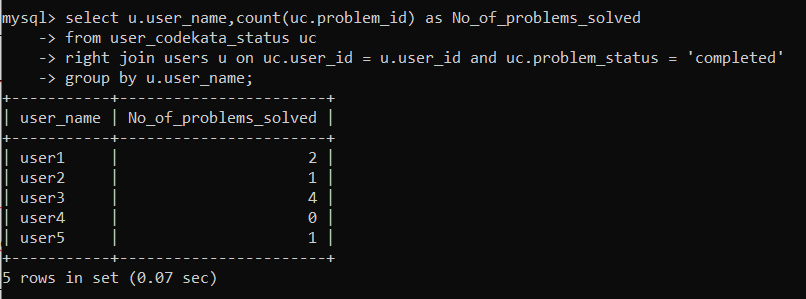 mysql> select u.user_name,count(uc.problem_id) as No_of_problems_solved
    -> from user_codekata_status uc
    -> right join users u on uc.user_id = u.user_id and uc.problem_status = 'completed'
    -> group by u.user_name;
+-----------+-----------------------+
| user_name | No_of_problems_solved |
+-----------+-----------------------+
| user1     |                     2 |
| user2     |                     1 |
| user3     |                     4 |
| user4     |                     0 |
| user5     |                     1 |
+-----------+-----------------------+
5 rows in set (0.07 sec)